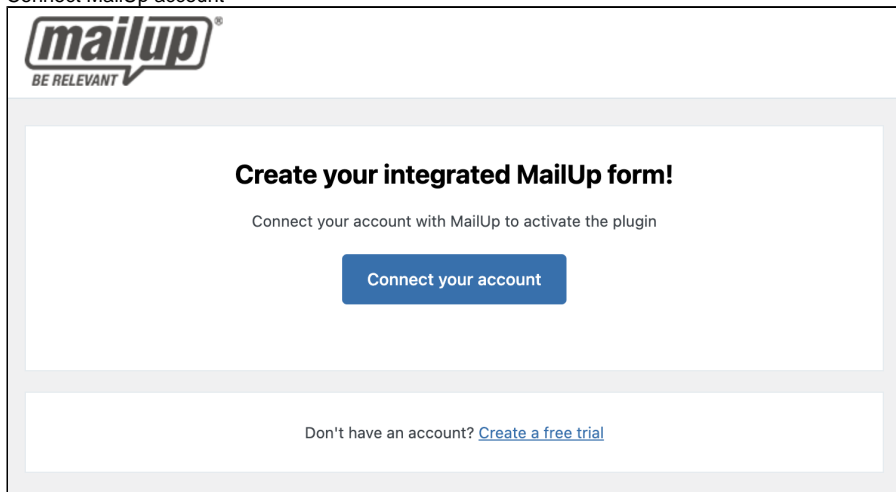 Connect MailUp account
mailup®
BE RELEVANT
Create your integrated MailUp form!
Connect your account with MailUp to activate the plugin
Connect your account
Don't have an account? Create a free trial